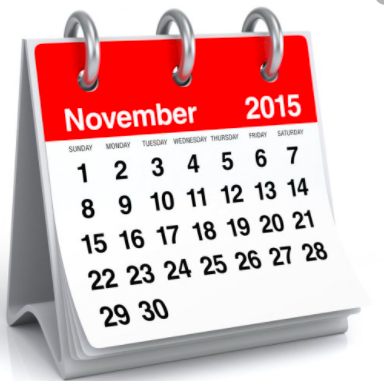 November 2015
SUNDAY MONDAY TUESDAY WEDNESDAY THURSDAY FRIDAY SATURDAY
1 2 3 4 5 6 7
8 9 10 11 12 13 14
15 16 17 18 19 20 21
22 23 24 25 26 27 28
29 30